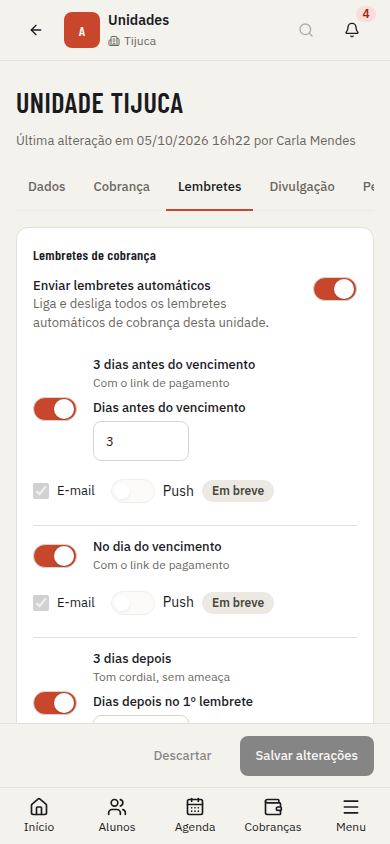 A
Unidades
Tijuca
4
UNIDADE TIJUCA
Última alteração em 05/10/2026 16h22 por Carla Mendes
Dados
Cobrança
Lembretes
Divulgação
Pe
Lembretes de cobrança
Enviar lembretes automáticos
Liga e desliga todos os lembretes
automáticos de cobrança desta unidade.
3 dias antes do vencimento
Com o link de pagamento
Dias antes do vencimento
3
E-mail
Push
Em breve
No dia do vencimento
Com o link de pagamento
E-mail
Push
Em breve
3 dias depois
Tom cordial, sem ameaça
Dias depois no 1º lembrete
Descartar
Salvar alterações
Início
Alunos
Agenda
Cobranças
Menu